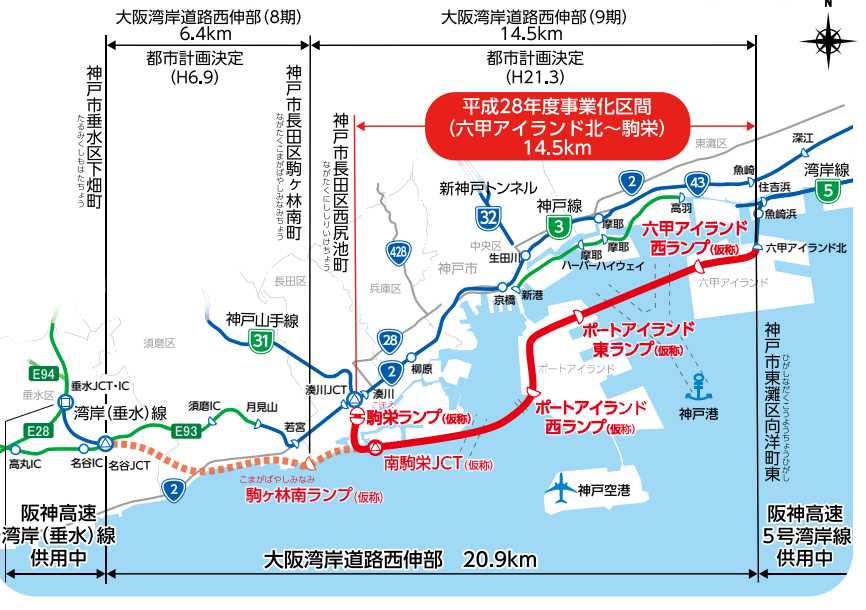 大阪湾岸道路西伸部(8期)
6.4km
都市計画決定
(H6.9)
大阪湾岸道路西伸部(9期)
14.5km
都市計画決定
(H21.3)
N
平成28年度事業化区間
(六甲アイランド北～駒栄)
14.5km
神戸市垂水区下畑町
たるみくしもはたちょう
神戸市長田区駒ヶ林南町
ながたくこまがばやしみなみちょう
神戸市長田区西尻池町
ながたくにししりいけちょう
東灘区
深江
湾岸線
5
魚崎
住吉浜
魚崎浜
六甲アイランド北
43
2
高羽
新神戸トンネル
32
神戸線
3
摩耶
摩耶
摩耶
ハーバーハイウェイ
六甲アイランド
西ランプ(仮称)
六甲アイランド
中央区
生田川
神戸市
428
兵庫区
長田区
京橋
新港
神戸山手線
31
須磨区
28
2
柳原
湊川JCT
湊川
こまえ
駒栄ランプ(仮称)
ポートアイランド
東ランプ(仮称)
ポートアイランド
ポートアイランド
西ランプ(仮称)
神戸港
神戸空港
E94
垂水JCT・IC
垂水区
湾岸(垂水)線
須磨IC
月見山
若宮
E28
E93
高丸IC
名谷IC
名谷JCT
2
こまがばやしみなみ
駒ヶ林南ランプ(仮称)
南駒栄JCT(仮称)
神戸市東灘区向洋町東
ひがしなだくこうようちょうひがし
阪神高速
湾岸(垂水)線
供用中
大阪湾岸道路西伸部 20.9km
阪神高速
5号湾岸線
供用中